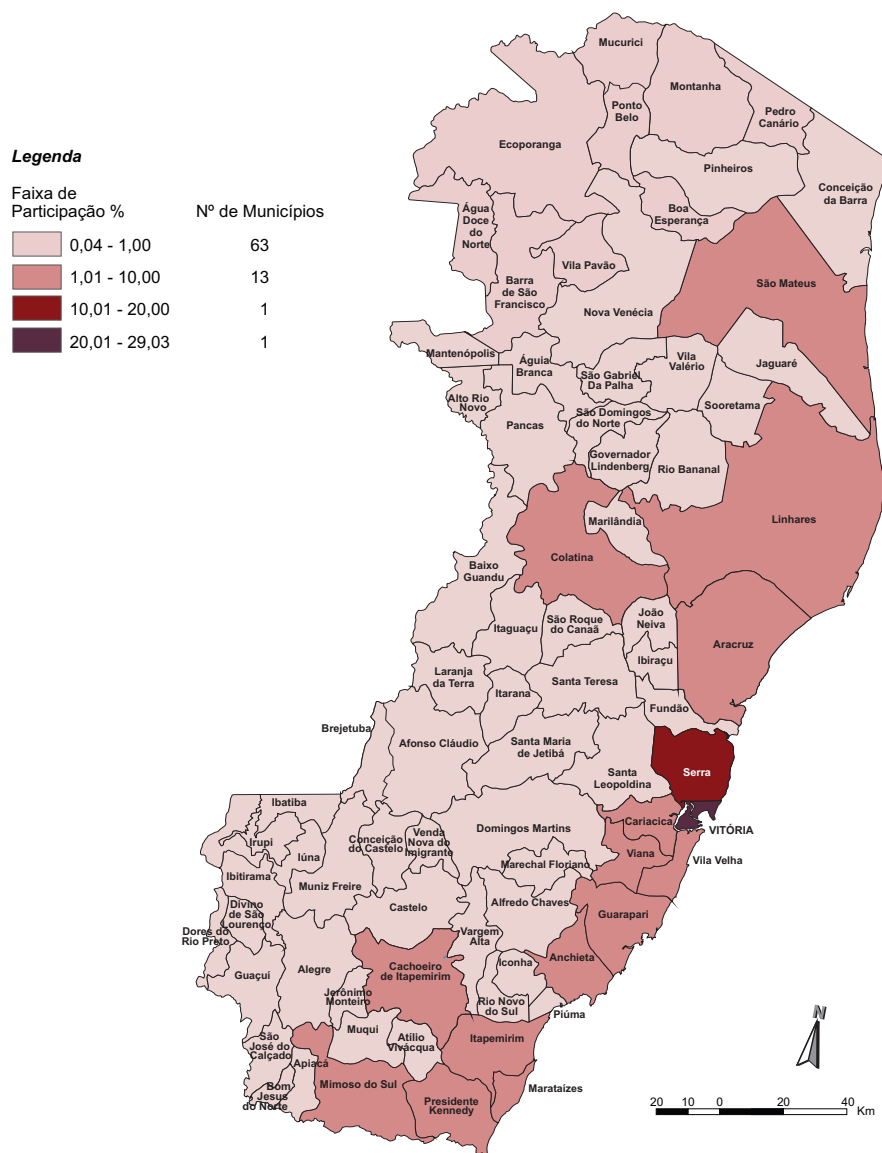 Mucurici
Montanha
Ponto
Belo
Pedro
Canário
Ecoporanga
Pinheiros
Legenda
Faixa de
Participação % Nº de Municípios
0,04 - 1,00 63
1,01 - 10,00 13
10,01 - 20,00 1
20,01 - 29,03 1
Conceição
da Barra
Água
Doce
do
Norte
Boa
Esperança
Vila Pavão
Barra
de São
Francisco
São Mateus
Nova Venécia
Mantenópolis
Águia
Branca
São Gabriel
Da Palha
Vila
Valério
Jaguaré
Alto Rio
Novo
Sooretama
São Domingos
do Norte
Pancas
Governador
Lindenberg
Rio Bananal
Marilândia
Linhares
Colatina
Baixo
Guandu
João
Neiva
São Roque
do Canaã
Itaguaçu
Aracruz
Ibiraçu
Laranja
da Terra
Santa Teresa
Itarana
Fundão
Brejetuba
Afonso Cláudio
Santa Maria
de Jetibá
Serra
Santa
Leopoldina
Ibatiba
Cariacica
VITÓRIA
Irupi
Conceição
do Castelo
Venda
Nova do
Imigrante
Domingos Martins
Iúna
Viana
Vila Velha
Marechal Floriano
Ibitirama
Muniz Freire
Divino
de São
Lourenço
Castelo
Alfredo Chaves
Guarapari
Dores do
Rio Preto
Vargem
Alta
Anchieta
Iconha
Guaçuí
Alegre
Cachoeiro
de Itapemirim
Jerônimo
Monteiro
Rio Novo
do Sul
Piúma
N
São
José do
Calçado
Muqui
Atílio
Vivácqua
Itapemirim
Apiacá
Mimoso do Sul
Marataízes
Bom
Jesus
do Norte
Presidente
Kennedy
20 10 0 20 40
Km